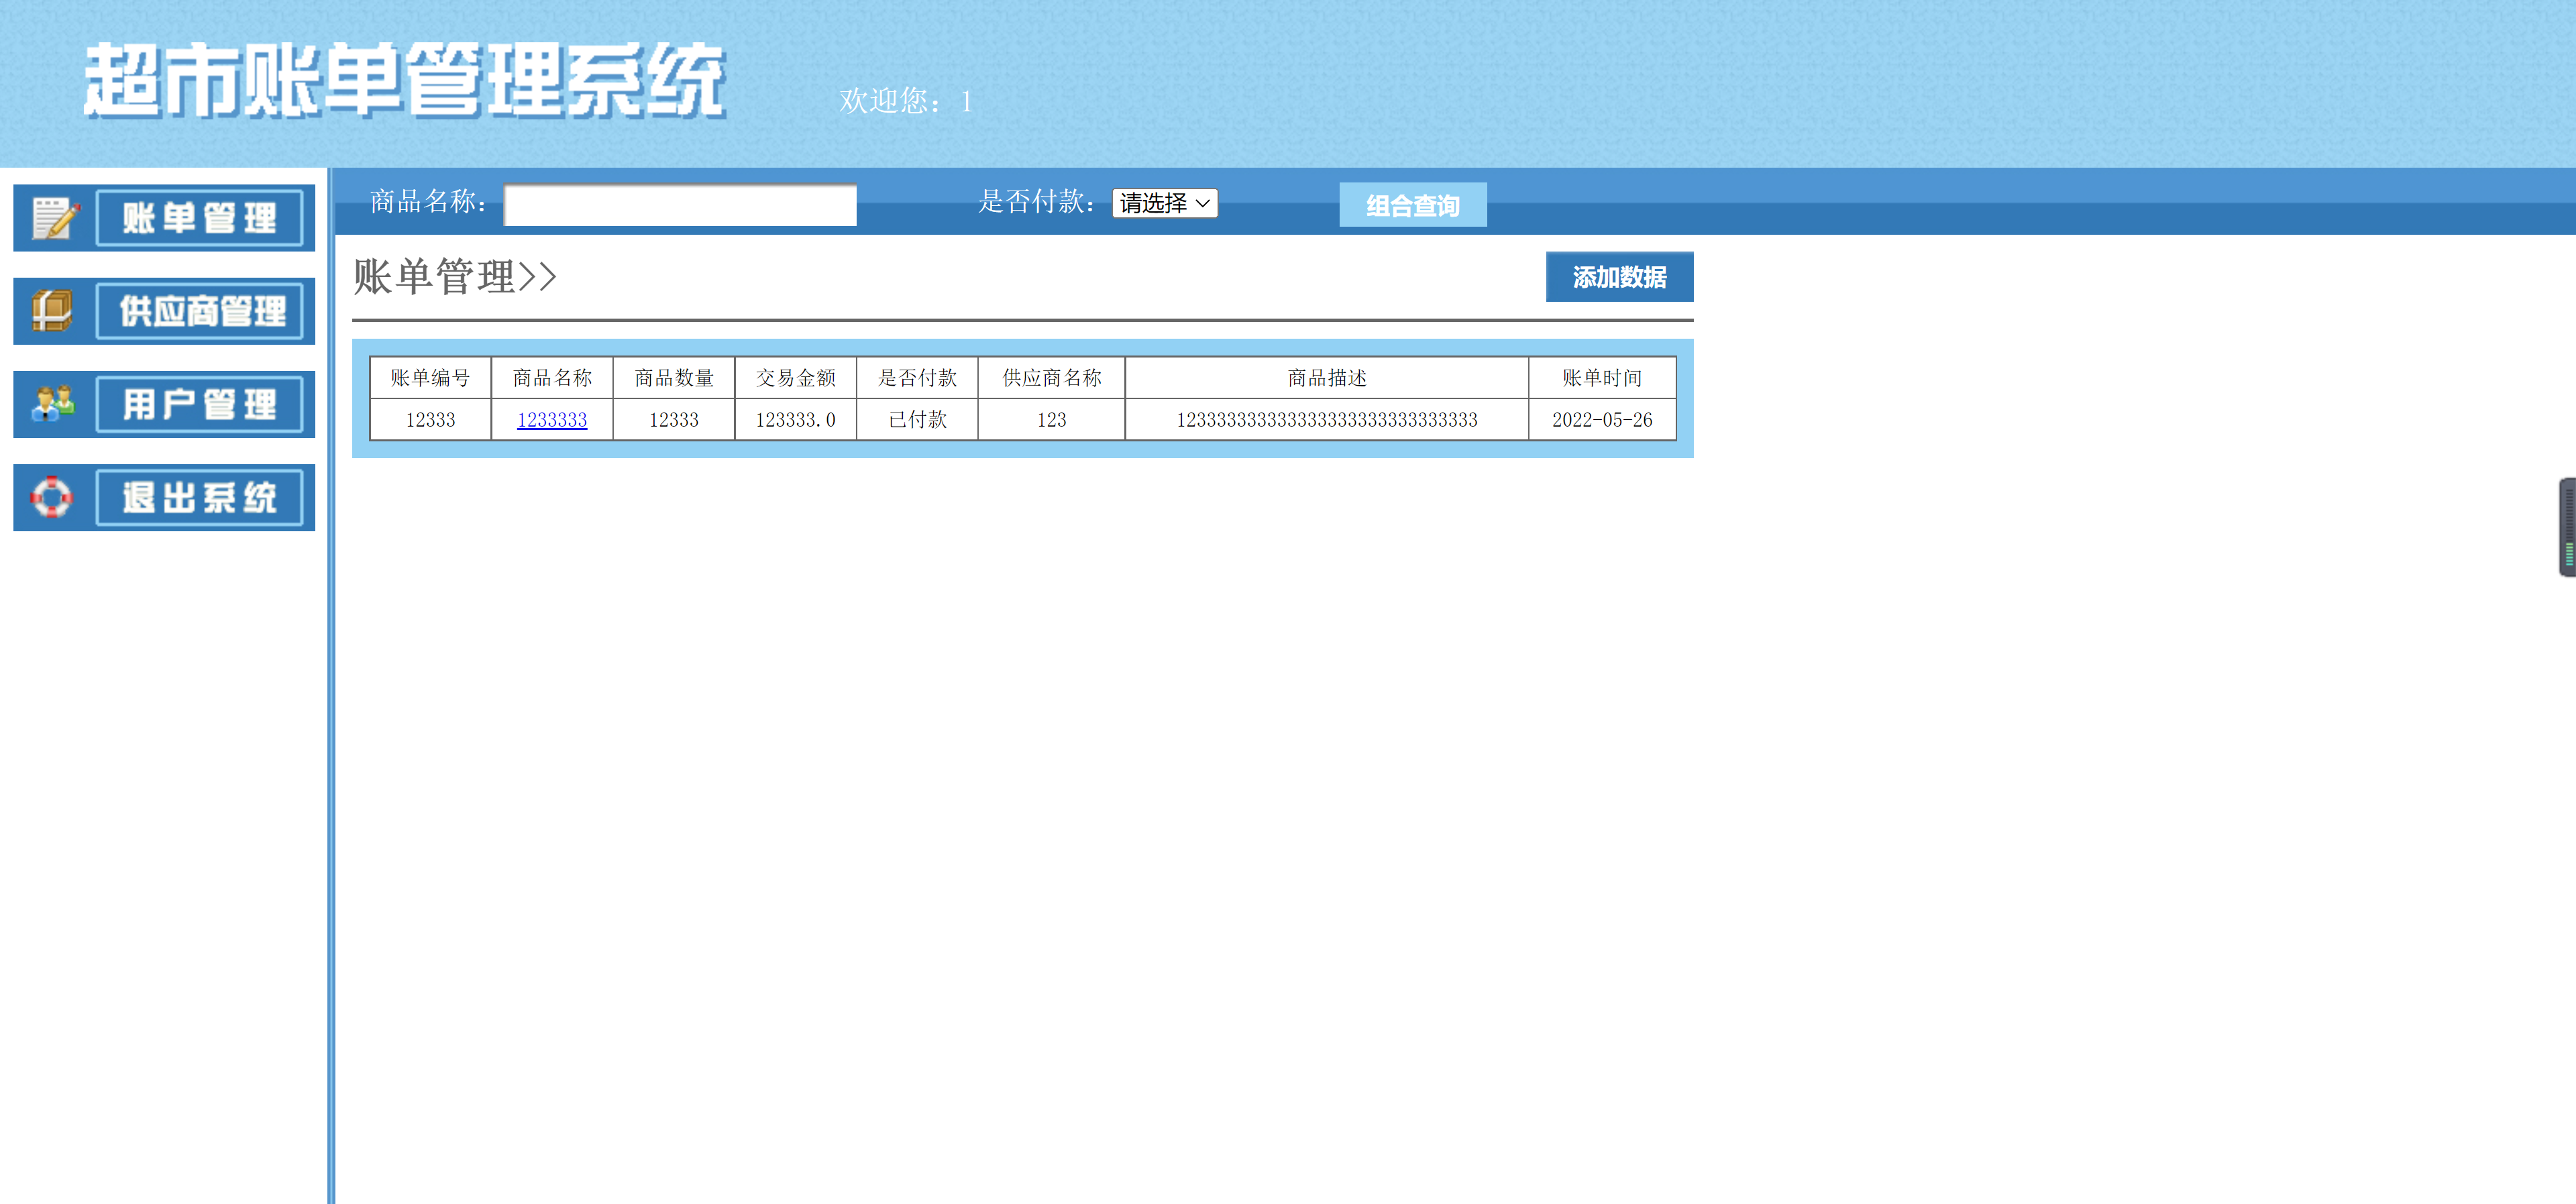 超市账单管理系统
欢迎您：1
账单管理
供应商管理
用户管理
退出系统
商品名称： 是否付款： 请选择 组合查询
账单管理>>
添加数据
账单编号 商品名称 商品数量 交易金额 是否付款 供应商名称 商品描述 账单时间
12333 1233333 12333 123333.0 已付款 123 123333333333333333333333333333 2022-05-26